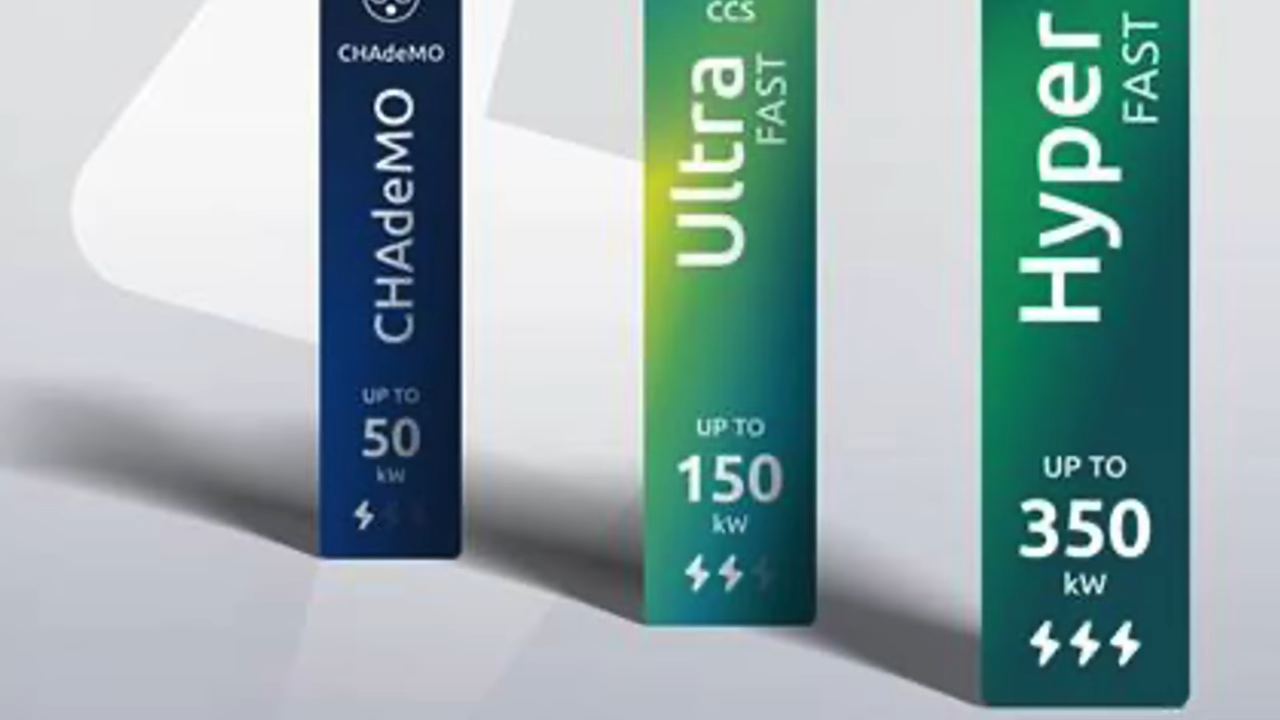 CHAdeMO
CHAdeMO
UP TO
50
kW
CCS
Ultra
FAST
UP TO
150
kW
Hyper
FAST
UP TO
350
kW